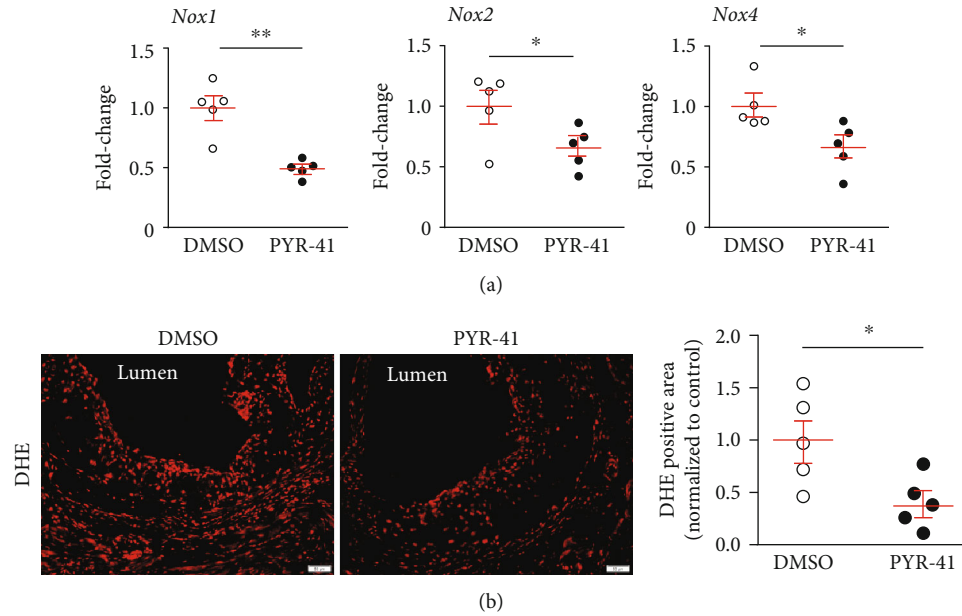 Nox1
Nox2
Nox4
**
*
*
Fold-change
1.5
1.0
0.5
0
DMSO
PYR-41
Fold-change
1.5
1.0
0.5
0
DMSO
PYR-41
Fold-change
1.5
1.0
0.5
0
DMSO
PYR-41
(a)
DMSO
PYR-41
DHE
Lumen
Lumen
DHE positive area
(normalized to control)
2.0
1.5
1.0
0.5
0.0
*
DMSO
PYR-41
(b)